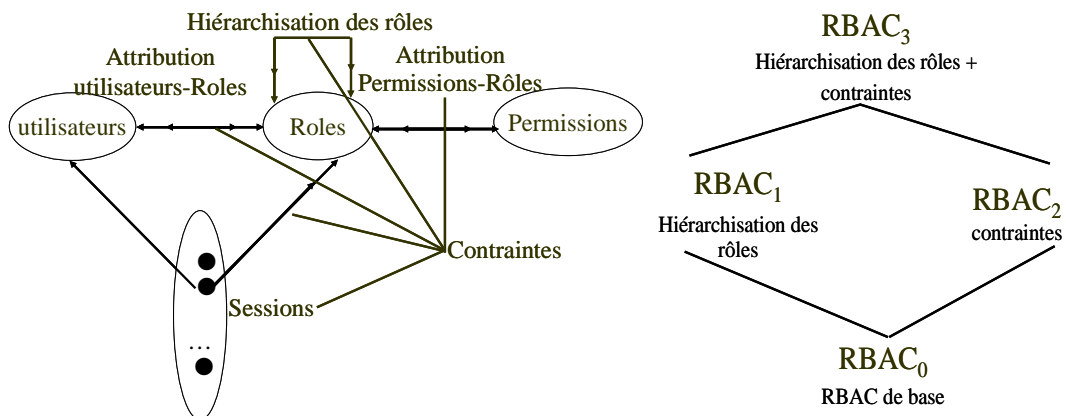 Hiérarchisation des rôles
Attribution
utilisateurs-Roles
Attribution
Permissions-Rôles
utilisateurs
Roles
Permissions
Contraintes
Sessions
...
RBAC3
Hiérarchisation des rôles +
contraintes
RBAC1
Hiérarchisation des
rôles
RBAC2
contraintes
RBAC0
RBAC de base